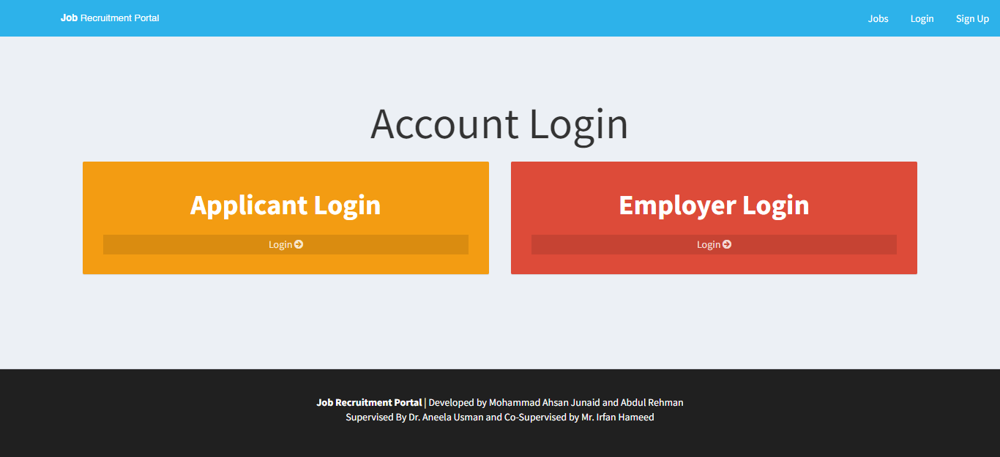 Job Recruitment Portal
Jobs
Login
Sign Up
Account Login
Applicant Login
Login
Employer Login
Login
Job Recruitment Portal | Developed by Mohammad Ahsan Junaid and Abdul Rehman
Supervised By Dr. Aneela Usman and Co-Supervised by Mr. Irfan Hameed